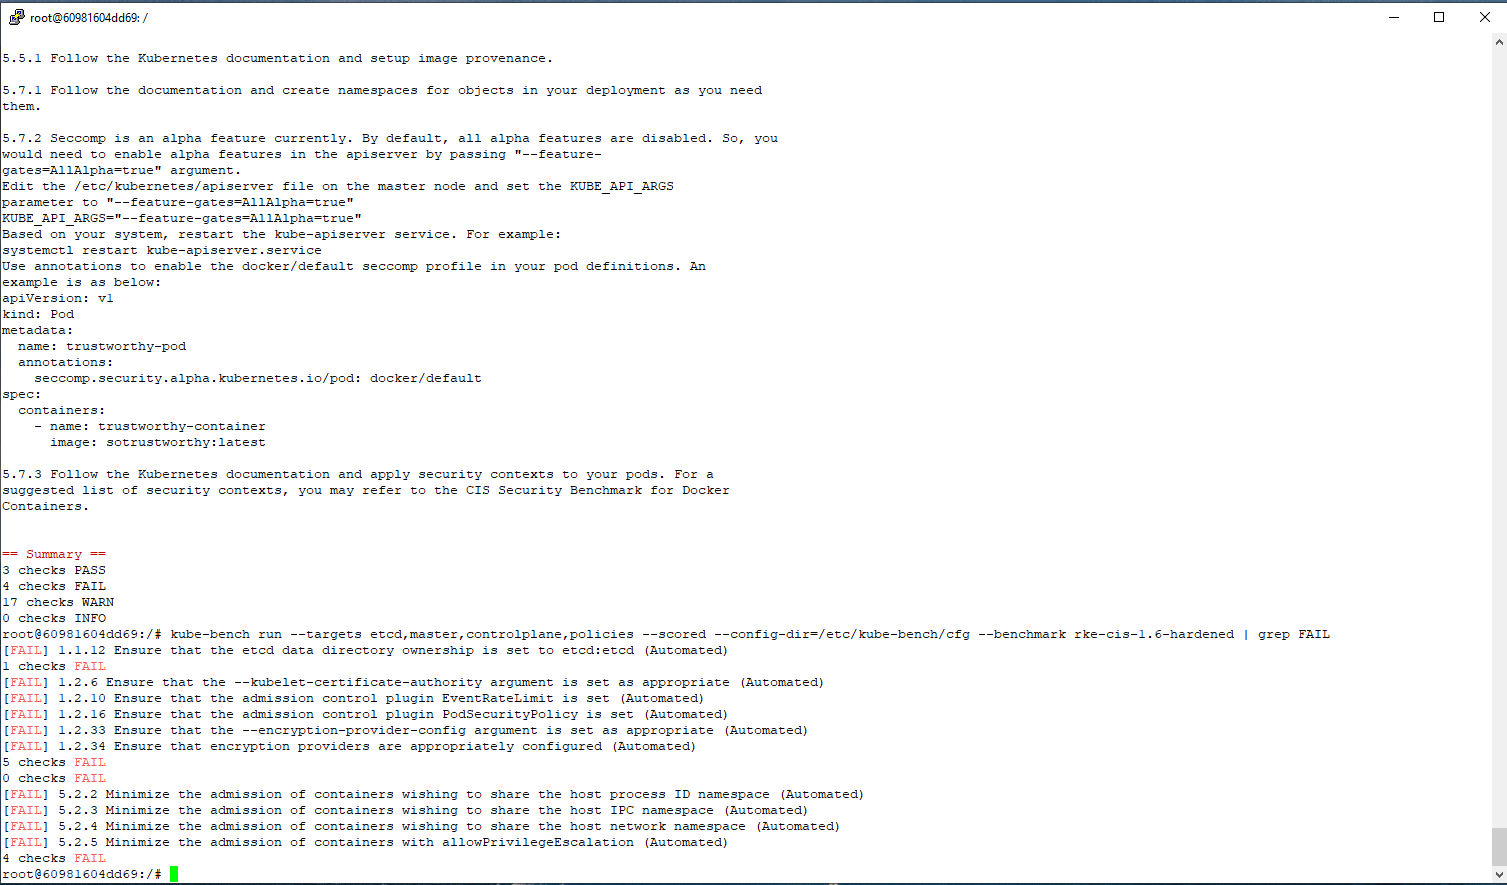 root@60981604dd69: /
5.5.1 Follow the Kubernetes documentation and setup image provenance.
5.7.1 Follow the documentation and create namespaces for objects in your deployment as you need
them.
5.7.2 Seccomp is an alpha feature currently. By default, all alpha features are disabled. So, you
would need to enable alpha features in the apiserver by passing "--feature-
gates=AllAlpha=true" argument.
Edit the /etc/kubernetes/apiserver file on the master node and set the KUBE_API_ARGS
parameter to "--feature-gates=AllAlpha=true"
KUBE_API_ARGS="--feature-gates=AllAlpha=true"
Based on your system, restart the kube-apiserver service. For example:
systemctl restart kube-apiserver.service
Use annotations to enable the docker/default seccomp profile in your pod definitions. An
example is as below:
apiVersion: v1
kind: Pod
metadata:
  name: trustworthy-pod
  annotations:
    seccomp.security.alpha.kubernetes.io/pod: docker/default
spec:
  containers:
    - name: trustworthy-container
      image: sotrustworthy:latest
5.7.3 Follow the Kubernetes documentation and apply security contexts to your pods. For a
suggested list of security contexts, you may refer to the CIS Security Benchmark for Docker
Containers.
== Summary ==
3 checks PASS
4 checks FAIL
17 checks WARN
0 checks INFO
root@60981604dd69:/# kube-bench run --targets etcd,master,controlplane,policies --scored --config-dir=/etc/kube-bench/cfg --benchmark rke-cis-1.6-hardened | grep FAIL
[FAIL] 1.1.12 Ensure that the etcd data directory ownership is set to etcd:etcd (Automated)
1 checks FAIL
[FAIL] 1.2.6 Ensure that the --kubelet-certificate-authority argument is set as appropriate (Automated)
[FAIL] 1.2.10 Ensure that the admission control plugin EventRateLimit is set (Automated)
[FAIL] 1.2.16 Ensure that the admission control plugin PodSecurityPolicy is set (Automated)
[FAIL] 1.2.33 Ensure that the --encryption-provider-config argument is set as appropriate (Automated)
[FAIL] 1.2.34 Ensure that encryption providers are appropriately configured (Automated)
5 checks FAIL
0 checks FAIL
[FAIL] 5.2.2 Minimize the admission of containers wishing to share the host process ID namespace (Automated)
[FAIL] 5.2.3 Minimize the admission of containers wishing to share the host IPC namespace (Automated)
[FAIL] 5.2.4 Minimize the admission of containers wishing to share the host network namespace (Automated)
[FAIL] 5.2.5 Minimize the admission of containers with allowPrivilegeEscalation (Automated)
4 checks FAIL
root@60981604dd69:/#